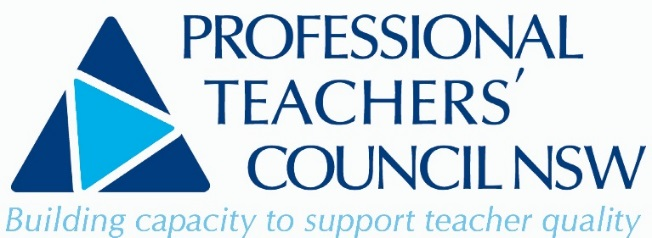 PROFESSIONAL
TEACHERS'
COUNCIL NSW
Building capacity to support teacher quality